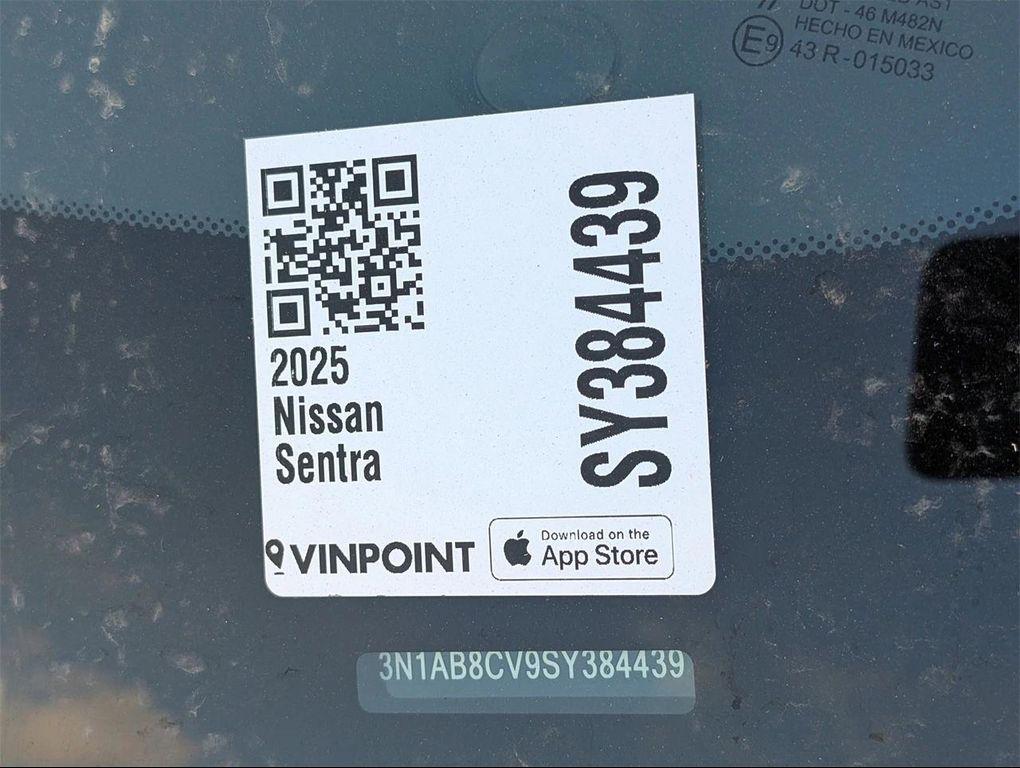 DOT - 46 M482N
HECHO EN MEXICO
E9 43 R - 015033
SY384439
2025
Nissan
Sentra
VINPOINT
Download on the
App Store
3N1AB8CV9SY384439